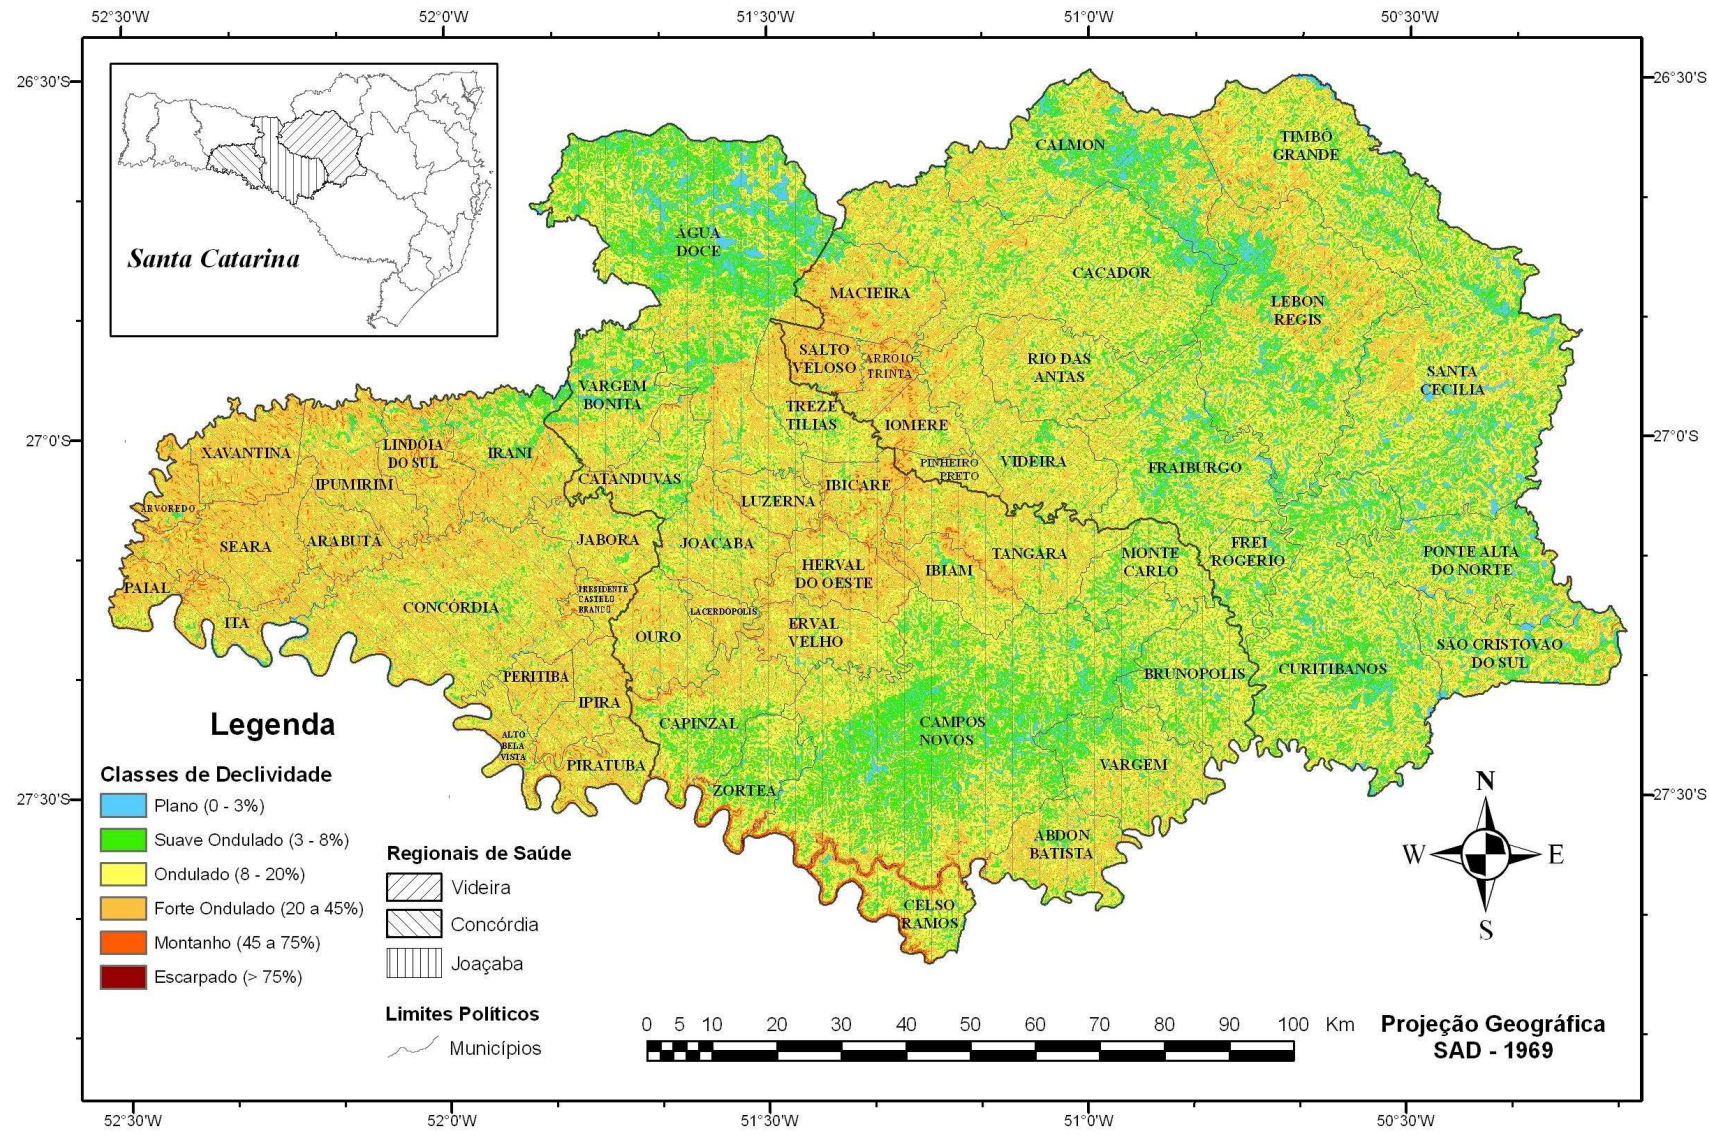 52°30'W
52°0'W
51°30'W
51°0'W
50°30'W
26°30'S
26°30'S
Santa Catarina
CALMON
TIMBÓ
GRANDE
ÁGUA
DOCE
CACADOR
MACIEIRA
LEBON
REGIS
SALTO
VELOSO
ARROIO
TRINTA
RIO DAS
ANTAS
SANTA
CECILIA
VARGEM
BONITA
TREZE
TILIAS
IOMERE
27°0'S
27°0'S
XAVANTINA
LINDÓIA
DO SUL
IRANI
IPUMIRIM
CATANDUVAS
IBICARE
PINHEIRO
PRETO
VIDEIRA
FRAIBURGO
LUZERNA
ARVOREDO
SEARA
ARABUTÃ
JABORA
JOACABA
HERVAL
DO OESTE
IBIAM
TANGARA
MONTE
CARLO
FREI
ROGERIO
PONTE ALTA
DO NORTE
PAIAL
ITA
CONCÓRDIA
PRESIDENTE
CASTELO
BRANCO
LACERDOPOLIS
OURO
ERVAL
VELHO
SÃO CRISTOVÃO
DO SUL
CURITIBANOS
BRUNOPOLIS
PERITIBA
IPIRA
CAPINZAL
CAMPOS
NOVOS
ALTO
BELA
VISTA
PIRATUBA
VARGEM
ZORTEA
ABDON
BATISTA
CELSO
RAMOS
27°30'S
27°30'S
Legenda
Classes de Declividade
Plano (0 - 3%)
Suave Ondulado (3 - 8%)
Ondulado (8 - 20%)
Forte Ondulado (20 a 45%)
Montanho (45 a 75%)
Escarpado (> 75%)
Regionais de Saúde
Videira
Concórdia
Joaçaba
Limites Políticos
Municípios
N
W
E
S
0 5 10 20 30 40 50 60 70 80 90 100 Km
Projeção Geográfica
SAD - 1969
52°30'W
52°0'W
51°30'W
51°0'W
50°30'W